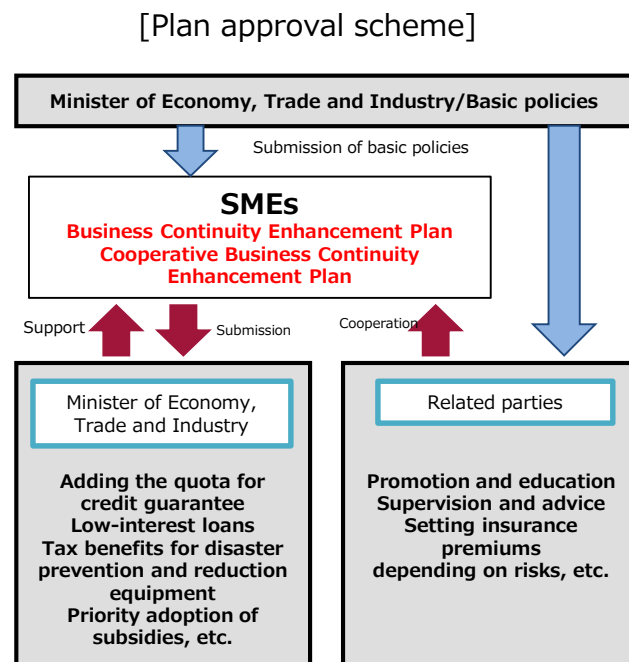 [Plan approval scheme]
Minister of Economy, Trade and Industry/Basic policies
Submission of basic policies
SMEs
Business Continuity Enhancement Plan
Cooperative Business Continuity
Enhancement Plan
Support
Submission
Cooperation
Minister of Economy,
Trade and Industry
Adding the quota for
credit guarantee
Low-interest loans
Tax benefits for disaster
prevention and reduction
equipment
Priority adoption of
subsidies, etc.
Related parties
Promotion and education
Supervision and advice
Setting insurance
premiums
depending on risks, etc.